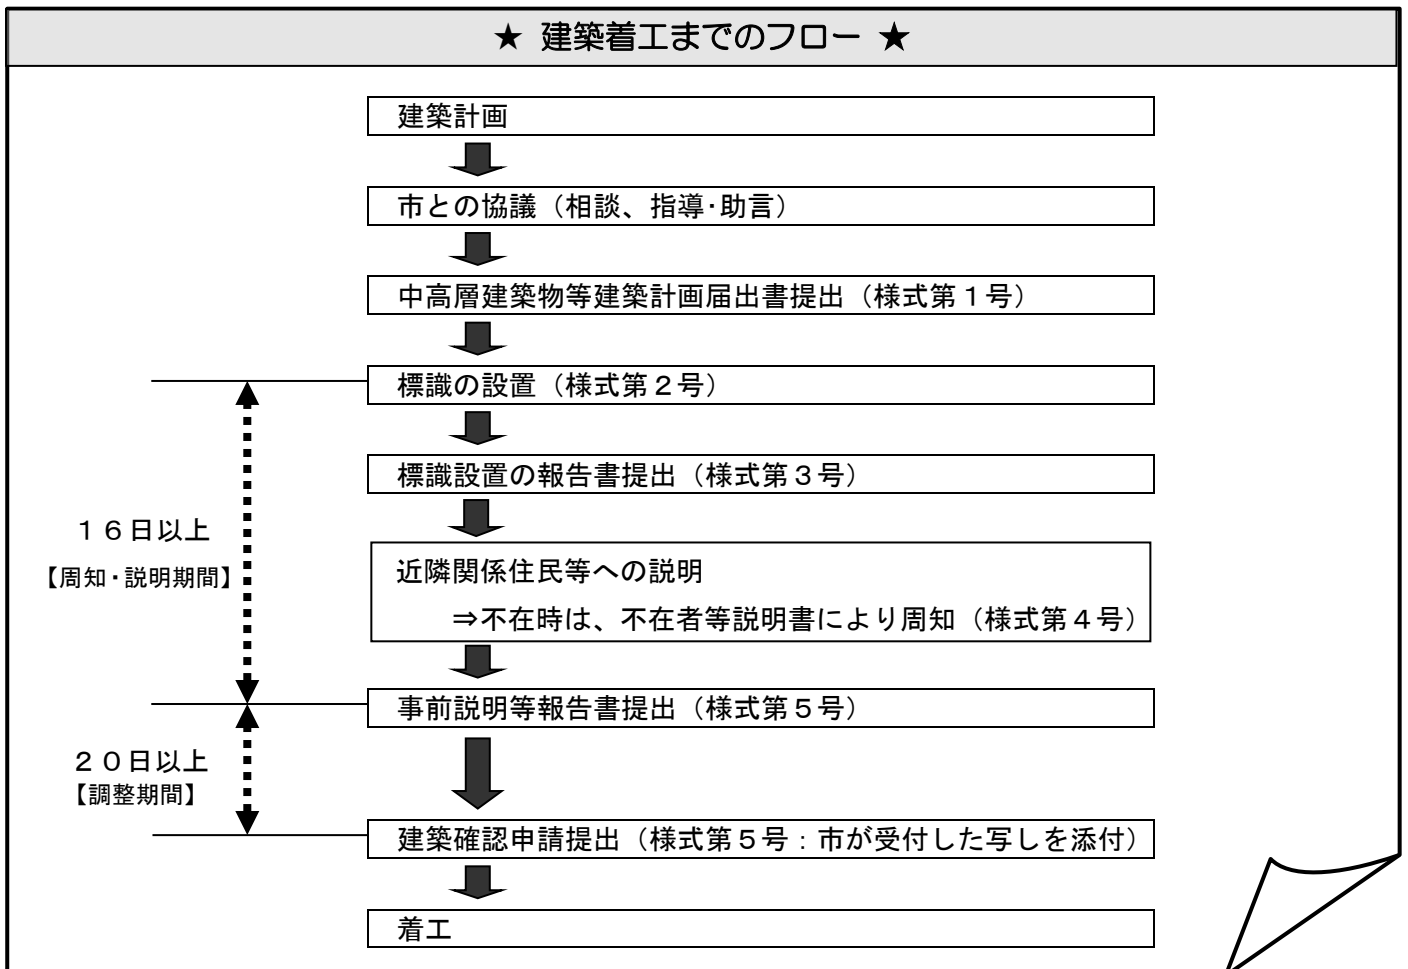 ★ 建築着工までのフロー ★
建築計画
市との協議（相談、指導・助言）
中高層建築物等建築計画届出書提出（様式第１号）
標識の設置（様式第２号）
標識設置の報告書提出（様式第３号）
１６日以上
【周知・説明期間】
近隣関係住民等への説明
⇒不在時は、不在者等説明書により周知（様式第４号）
事前説明等報告書提出（様式第５号）
２０日以上
【調整期間】
建築確認申請提出（様式第５号：市が受付した写しを添付）
着工